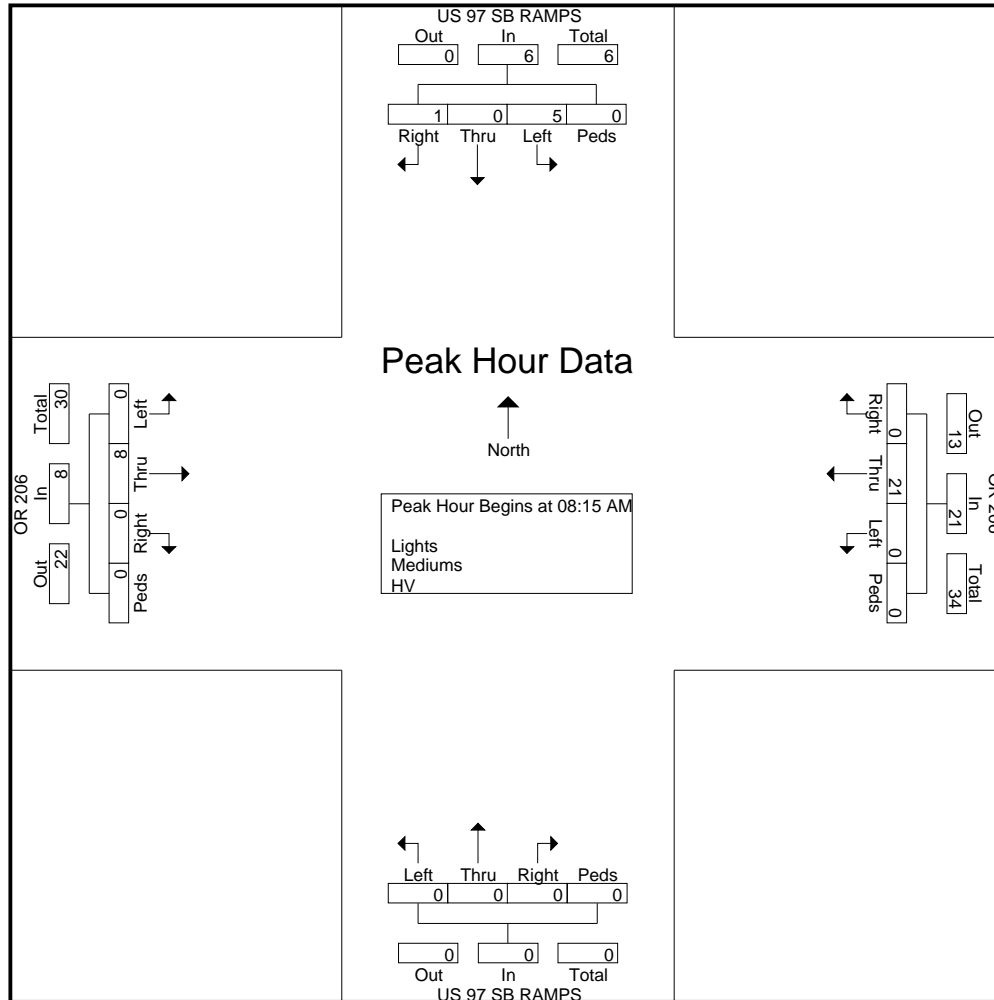 US 97 SB RAMPS
Out In Total
0 6 6
1 0 5 0
Right Thru Left Peds
Peak Hour Data
North
Peak Hour Begins at 08:15 AM
Lights
Mediums
HV
OR 206
Total In Out
30 8 22
0 8 0 0
Left Thru Right Peds
Right Thru Left Peds
0 21 0 0
Out In Total
13 21 34
Left Thru Right Peds
0 0 0 0
0 0 0
Out In Total
US 97 SB RAMPS